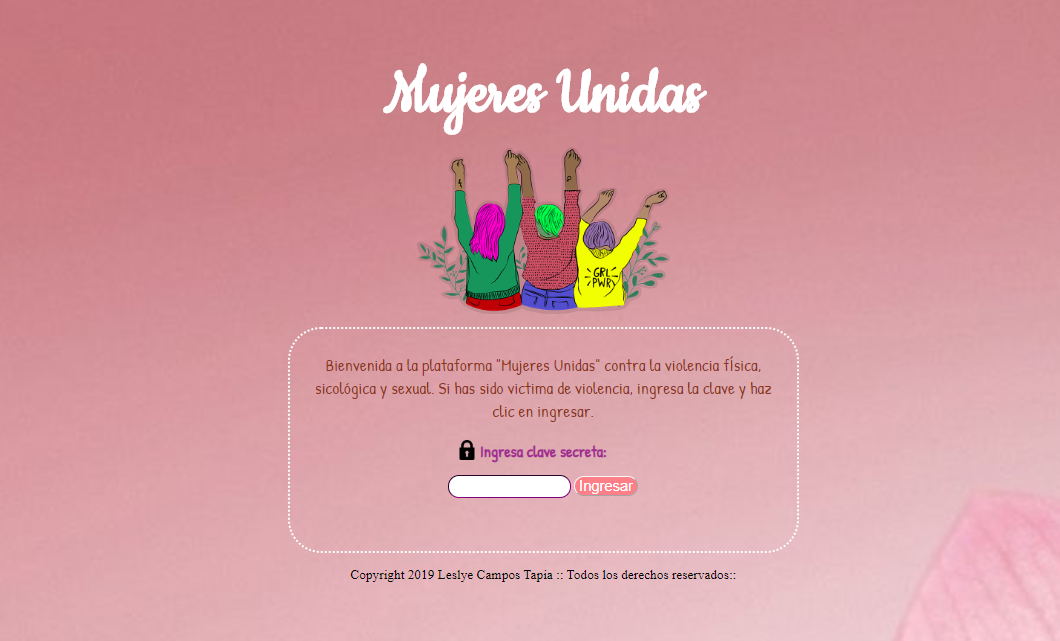 Mujeres Unidas
GRL
PWR
Bienvenida a la plataforma "Mujeres Unidas" contra la violencia fÍsica,
sicológica y sexual. Si has sido victima de violencia, ingresa la clave y haz
clic en ingresar.
Ingresa clave secreta:
Ingresar
Copyright 2019 Leslye Campos Tapia :: Todos los derechos reservados::